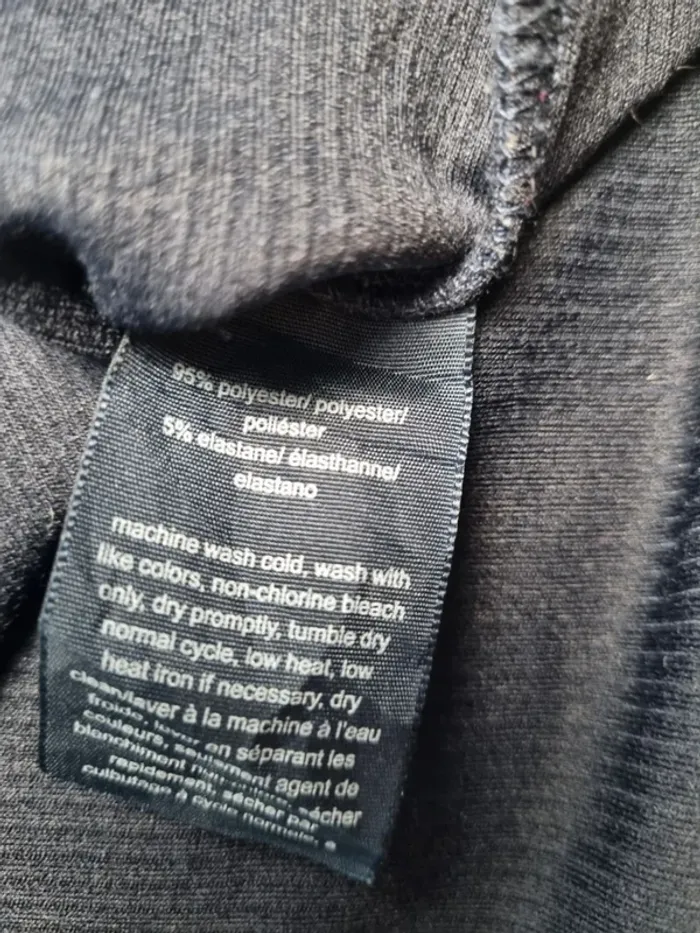 95% polyester/ polyester/
poliéster
5% elastane/ élasthanne/
elastano
machine wash cold, wash with
like colors, non-chlorine bleach
only, dry promptly, tumble dry
normal cycle, low heat, low
heat iron if necessary, dry
clean/laver à la machine à l'eau
froide, laver en séparant les
couleurs, seulement agent de
blanchiment sécher
rapidement, sécher par
culbutage à cycle normale, e